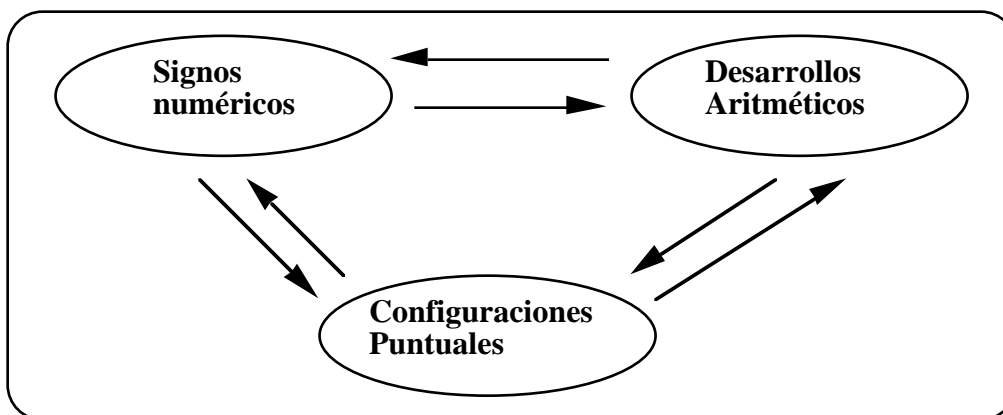 Signos
numéricos
Desarrollos
Aritméticos
Configuraciones
Puntuales